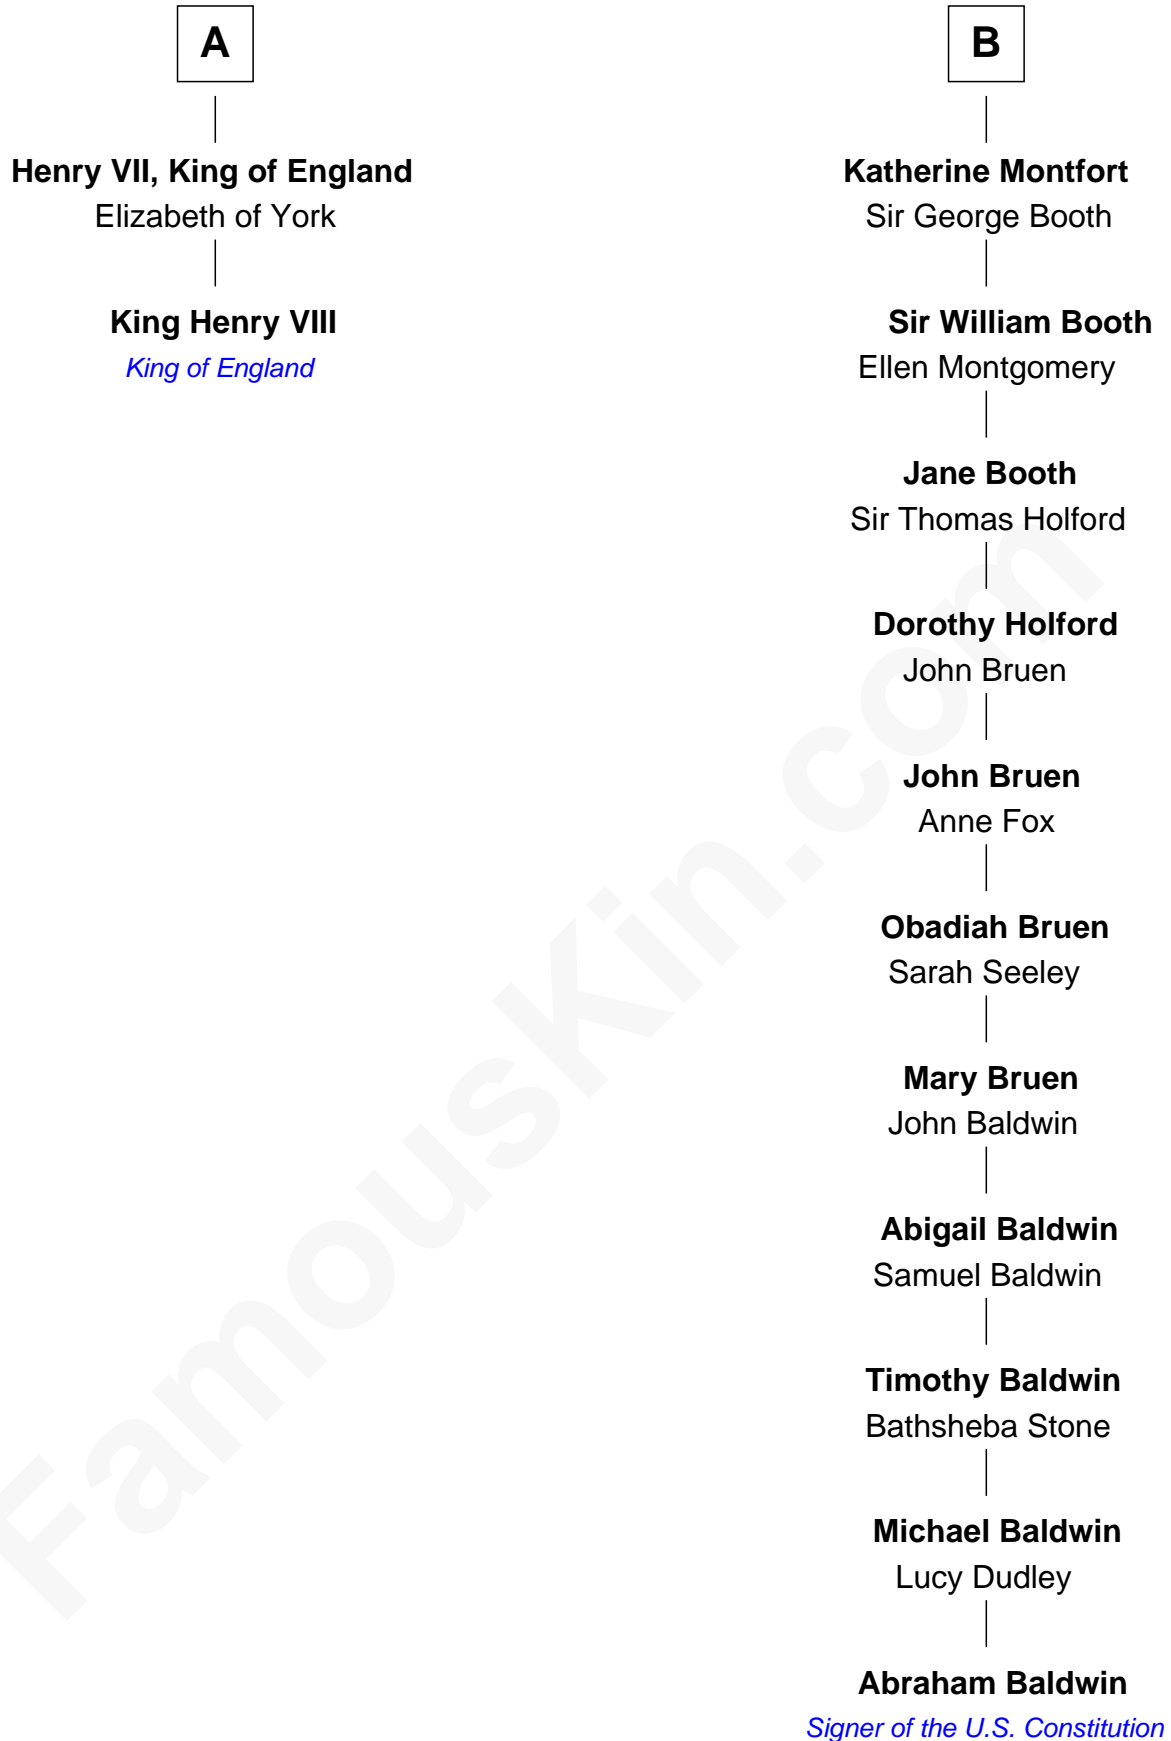 A
Henry VII, King of England
Elizabeth of York
King Henry VIII
King of England
B
Katherine Montfort
Sir George Booth
Sir William Booth
Ellen Montgomery
Jane Booth
Sir Thomas Holford
Dorothy Holford
John Bruen
John Bruen
Anne Fox
Obadiah Bruen
Sarah Seeley
Mary Bruen
John Baldwin
Abigail Baldwin
Samuel Baldwin
Timothy Baldwin
Bathsheba Stone
Michael Baldwin
Lucy Dudley
Abraham Baldwin
Signer of the U.S. Constitution
FamousKin.com